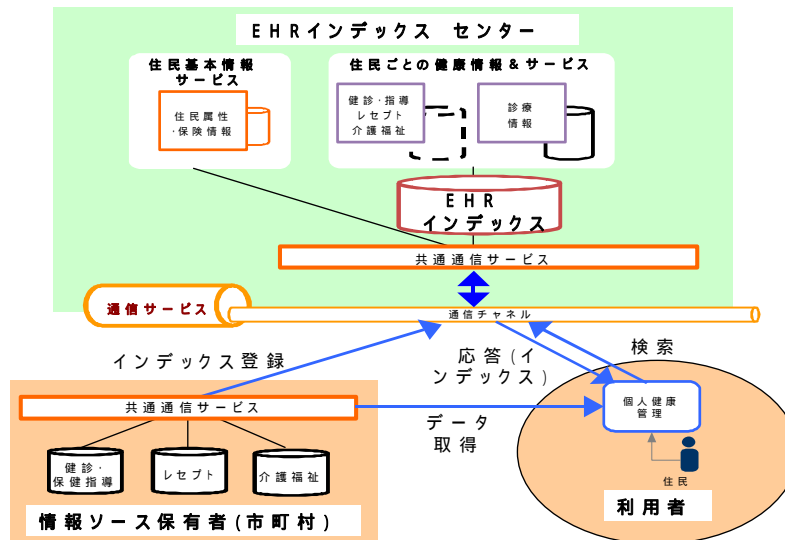 EHRインデックス センター
住民基本情報
サービス
住民ごとの健康情報&サービス
住民属性
・保険情報
健診・指導
レセプト
介護福祉
診療
情報
EHR
インデックス
共通通信サービス
通信サービス
通信チャネル
インデックス登録
応答(イ
ンデックス)
検索
共通通信サービス
データ
取得
個人健康
管理
健診・
保健指導
レセプト
介護福祉
住民
情報ソース保有者(市町村)
利用者